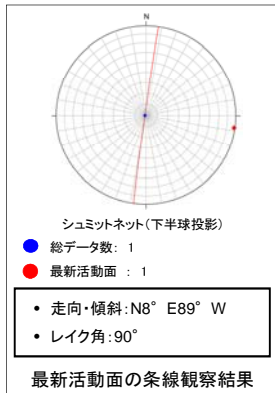 N
シュミットネット(下半球投影)
総データ数: 1
最新活動面 : 1
• 走向・傾斜:N8° E89° W
• レイク角:90°
最新活動面の条線観察結果